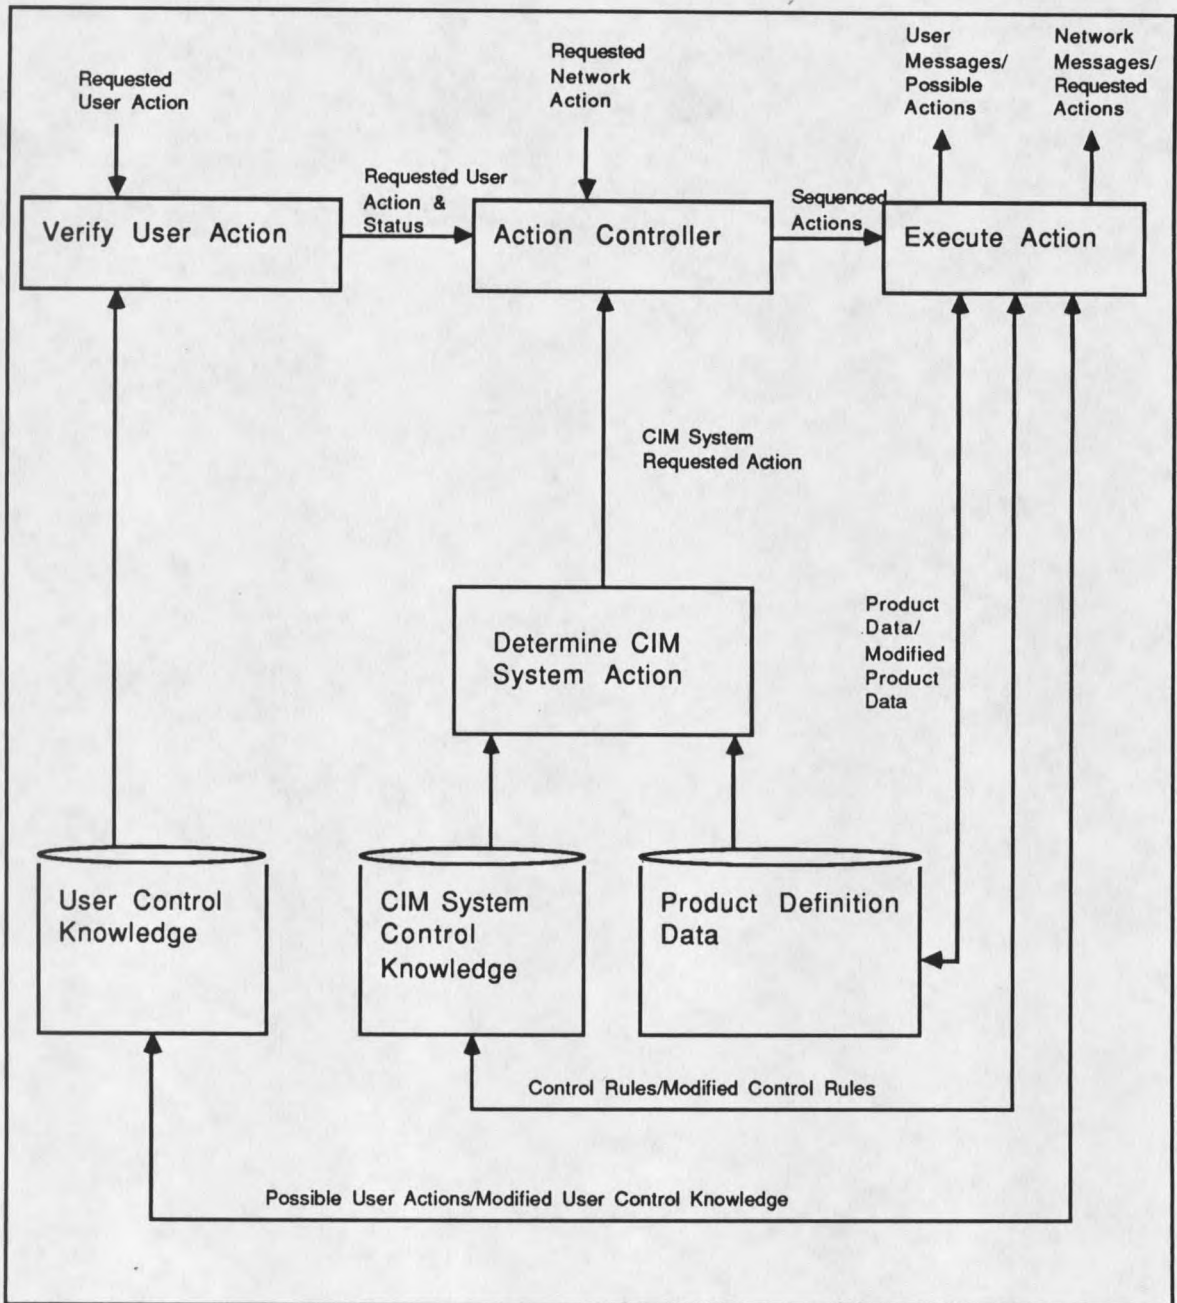 Requested
User Action
Requested
Network
Action
User
Messages/
Possible
Actions
Network
Messages/
Requested
Actions
Verify User Action
Requested User
Action &
Status
Action Controller
Sequenced
Actions
Execute Action
CIM System
Requested Action
Determine CIM
System Action
Product
Data/
Modified
Product
Data
User Control
Knowledge
CIM System
Control
Knowledge
Product Definition
Data
Control Rules/Modified Control Rules
Possible User Actions/Modified User Control Knowledge